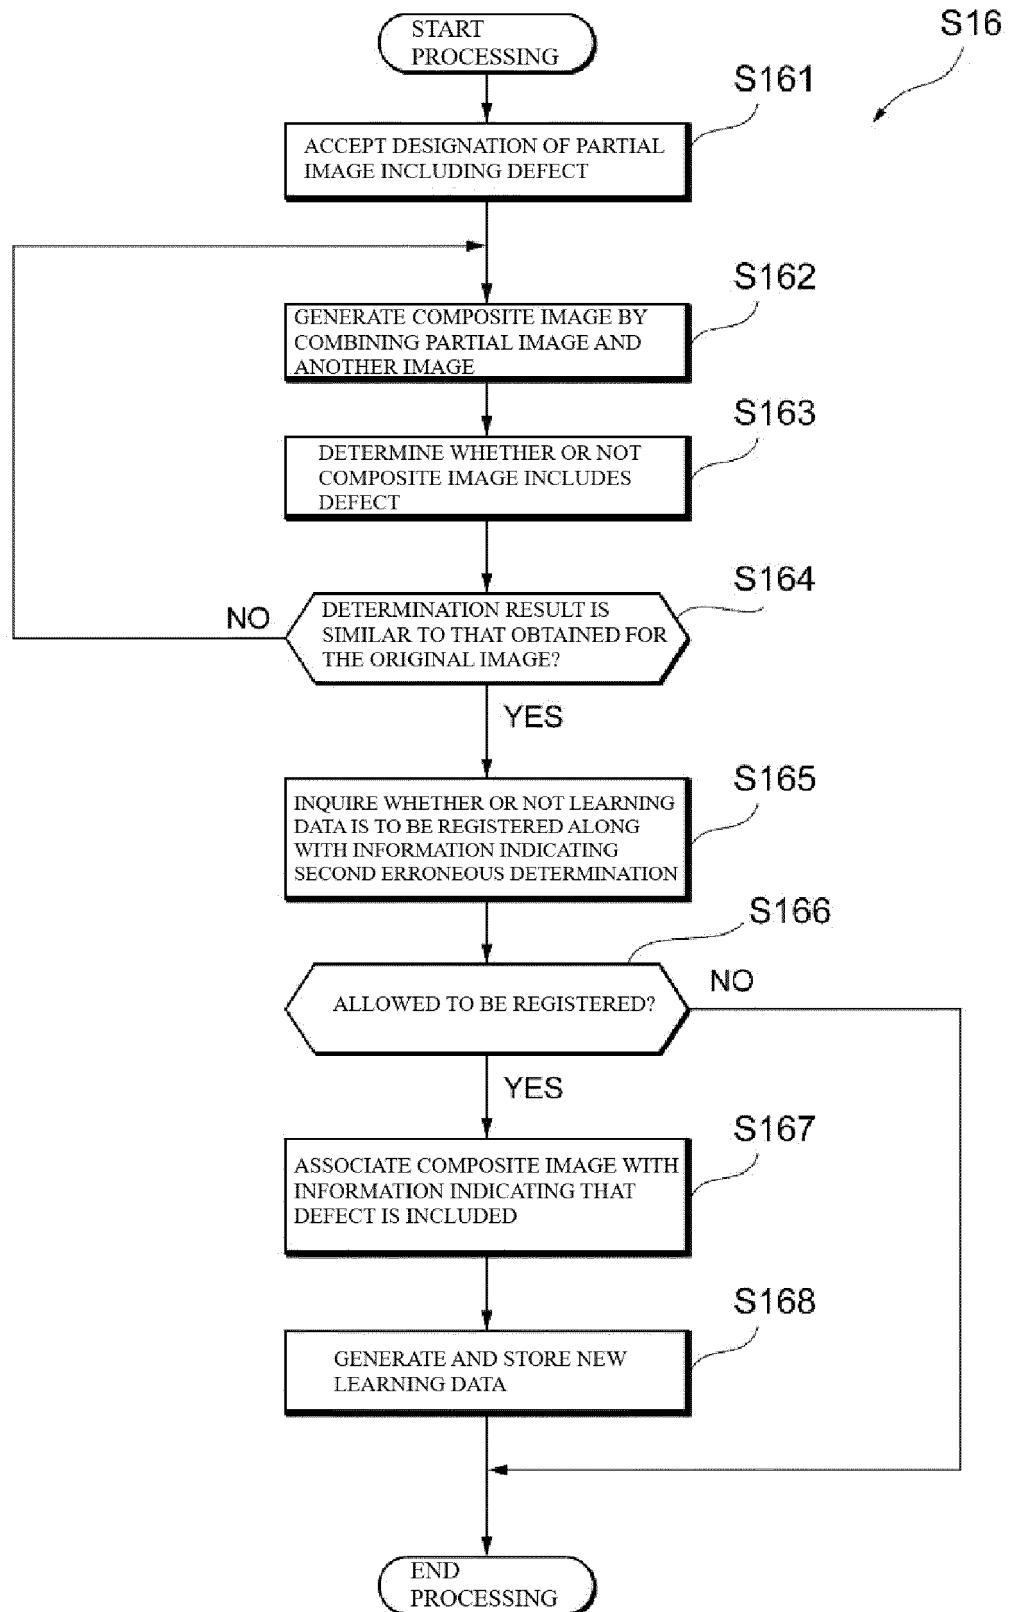 S16
START
PROCESSING
S161
ACCEPT DESIGNATION OF PARTIAL
IMAGE INCLUDING DEFECT
S162
GENERATE COMPOSITE IMAGE BY
COMBINING PARTIAL IMAGE AND
ANOTHER IMAGE
S163
DETERMINE WHETHER OR NOT
COMPOSITE IMAGE INCLUDES
DEFECT
S164
DETERMINATION RESULT IS
SIMILAR TO THAT OBTAINED FOR
THE ORIGINAL IMAGE?
NO
YES
S165
INQUIRE WHETHER OR NOT LEARNING
DATA IS TO BE REGISTERED ALONG
WITH INFORMATION INDICATING
SECOND ERRONEOUS DETERMINATION
S166
ALLOWED TO BE REGISTERED?
NO
YES
S167
ASSOCIATE COMPOSITE IMAGE WITH
INFORMATION INDICATING THAT
DEFECT IS INCLUDED
S168
GENERATE AND STORE NEW
LEARNING DATA
END
PROCESSING